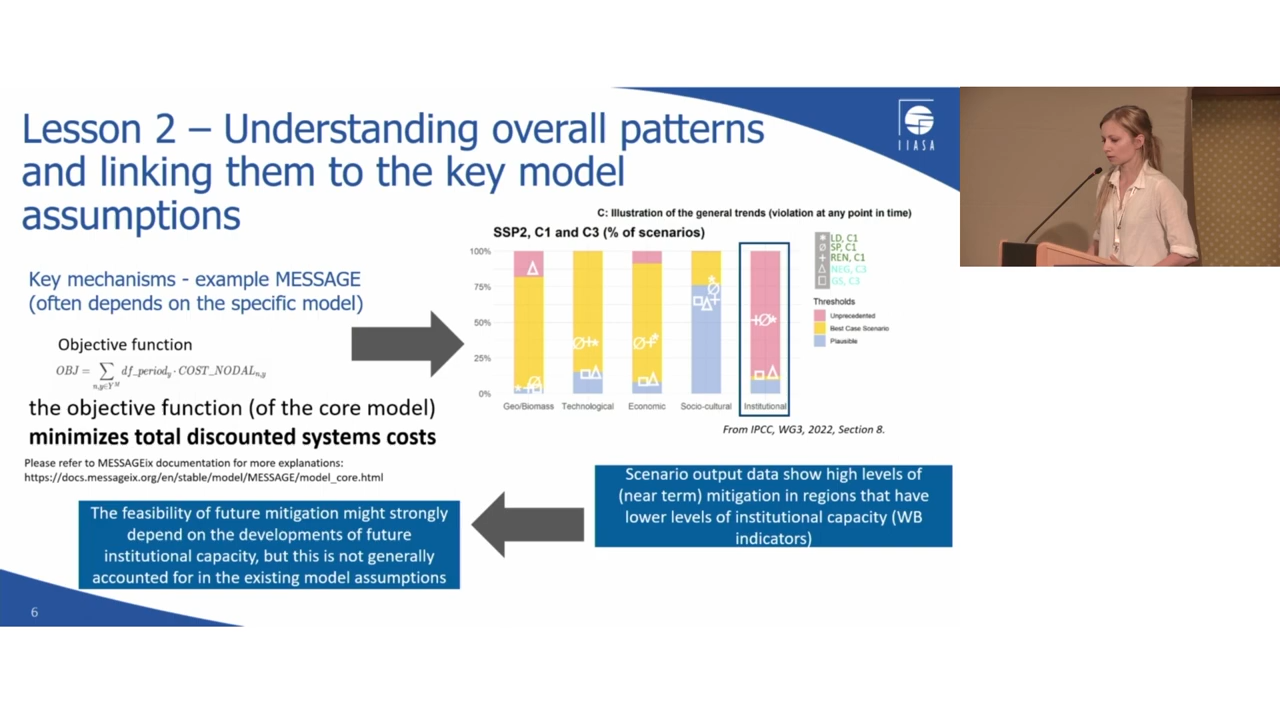 Lesson 2 – Understanding overall patterns
and linking them to the key model
assumptions
IIASA
Key mechanisms - example MESSAGE
(often depends on the specific model)
Objective function
OBJ = ∑ n,y∈Y^M df_period_y · COST_NODAL_n,y
the objective function (of the core model)
minimizes total discounted systems costs
Please refer to MESSAGEix documentation for more explanations:
https://docs.messageix.org/en/stable/model/MESSAGE/model_core.html
C: Illustration of the general trends (violation at any point in time)
SSP2, C1 and C3 (% of scenarios)
100%
75%
50%
25%
0%
Geo/Biomass Technological Economic Socio-cultural Institutional
LD, C1
SP, C1
REN, C1
NEG, C3
GS, C3
Thresholds
Unprecedented
Best Case Scenario
Plausible
From IPCC, WG3, 2022, Section 8.
Scenario output data show high levels of
(near term) mitigation in regions that have
lower levels of institutional capacity (WB
indicators)
The feasibility of future mitigation might strongly
depend on the developments of future
institutional capacity, but this is not generally
accounted for in the existing model assumptions
6